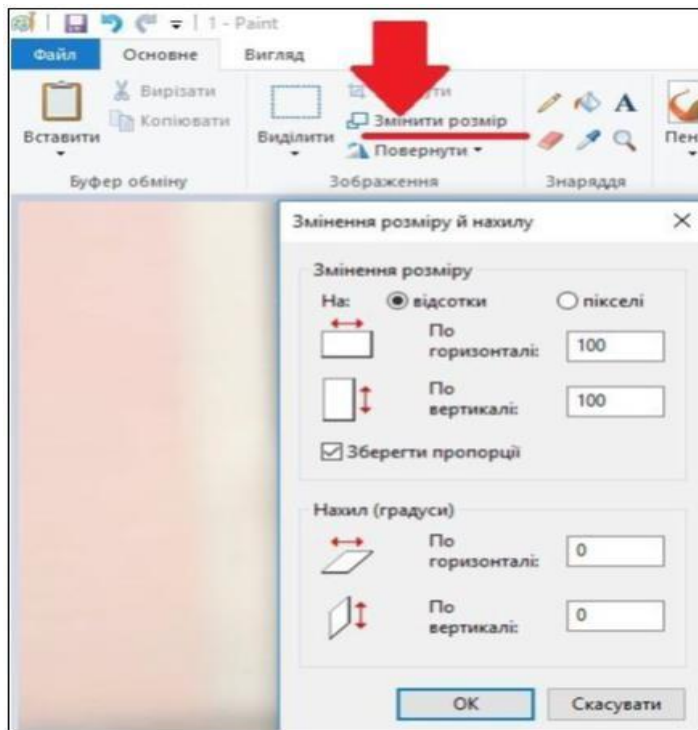 1 - Paint
Файл Основне Вигляд
Вирізати
Копіювати
Вставити
Виділити
Змінити розмір
Повернути
A
Буфер обміну Зображення Знаряддя
Змінення розміру й нахилу
Змінення розміру
На: відсотки пікселі
По
горизонталі: 100
По
вертикалі: 100
Зберегти пропорції
Нахил (градуси)
По
горизонталі: 0
По
вертикалі: 0
OK Скасувати